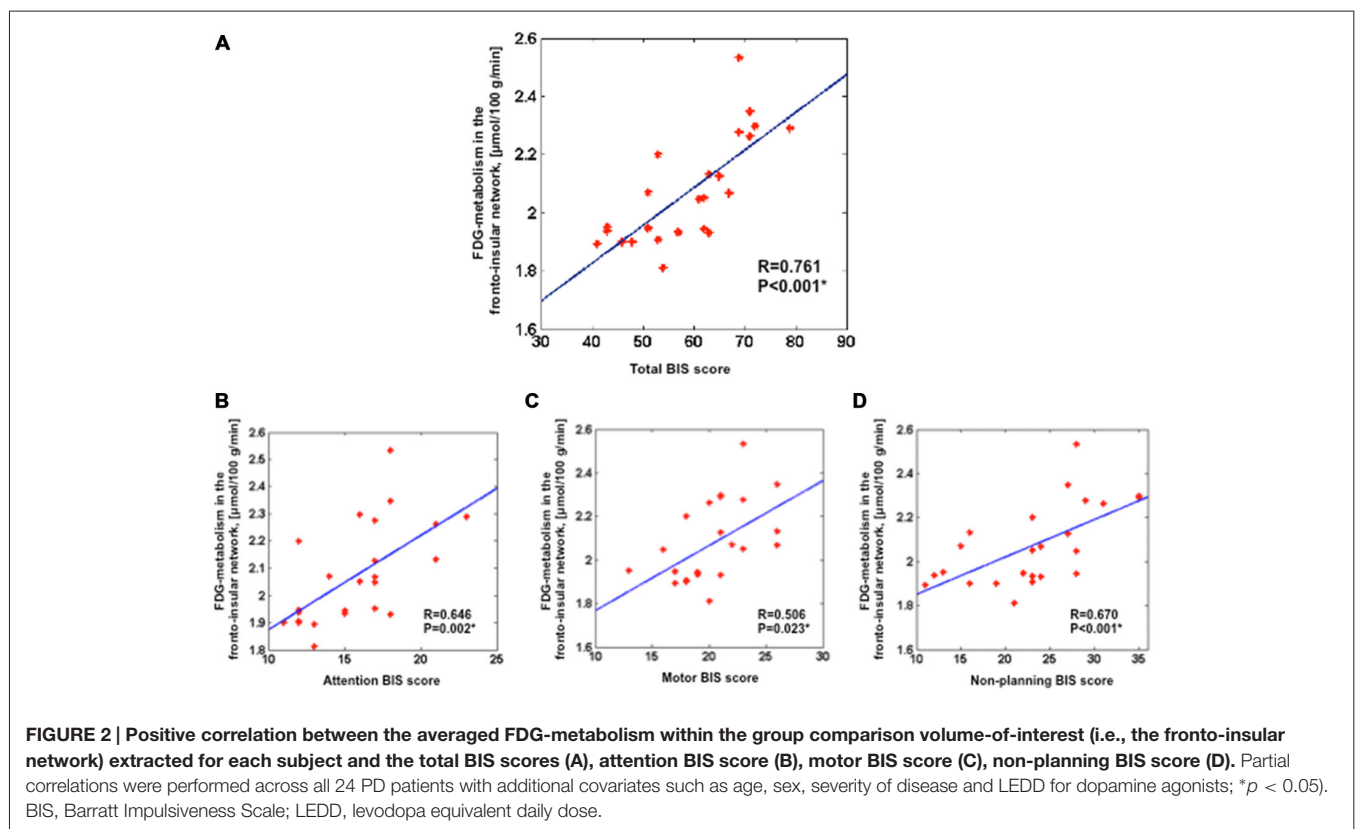 A
FDG-metabolism in the
fronto-insular network, [µmol/100 g/min]
2.6
2.4
2.2
2
1.8
1.6
30 40 50 60 70 80 90
R=0.761
P<0.001*
Total BIS score
B
FDG-metabolism in the
fronto-insular network, [µmol/100 g/min]
2.6
2.5
2.4
2.3
2.2
2.1
2
1.9
1.8
10 15 20 25
R=0.646
P=0.002*
Attention BIS score
C
FDG-metabolism in the
fronto-insular network, [µmol/100 g/min]
2.6
2.4
2.2
2
1.8
1.6
10 15 20 25 30
R=0.506
P=0.023*
Motor BIS score
D
FDG-metabolism in the
fronto-insular network, [µmol/100 g/min]
2.6
2.4
2.2
2
1.8
1.6
10 15 20 25 30 35
R=0.670
P<0.001*
Non-planning BIS score
FIGURE 2 | Positive correlation between the averaged FDG-metabolism within the group comparison volume-of-interest (i.e., the fronto-insular
network) extracted for each subject and the total BIS scores (A), attention BIS score (B), motor BIS score (C), non-planning BIS score (D). Partial
correlations were performed across all 24 PD patients with additional covariates such as age, sex, severity of disease and LEDD for dopamine agonists; *p < 0.05).
BIS, Barratt Impulsiveness Scale; LEDD, levodopa equivalent daily dose.